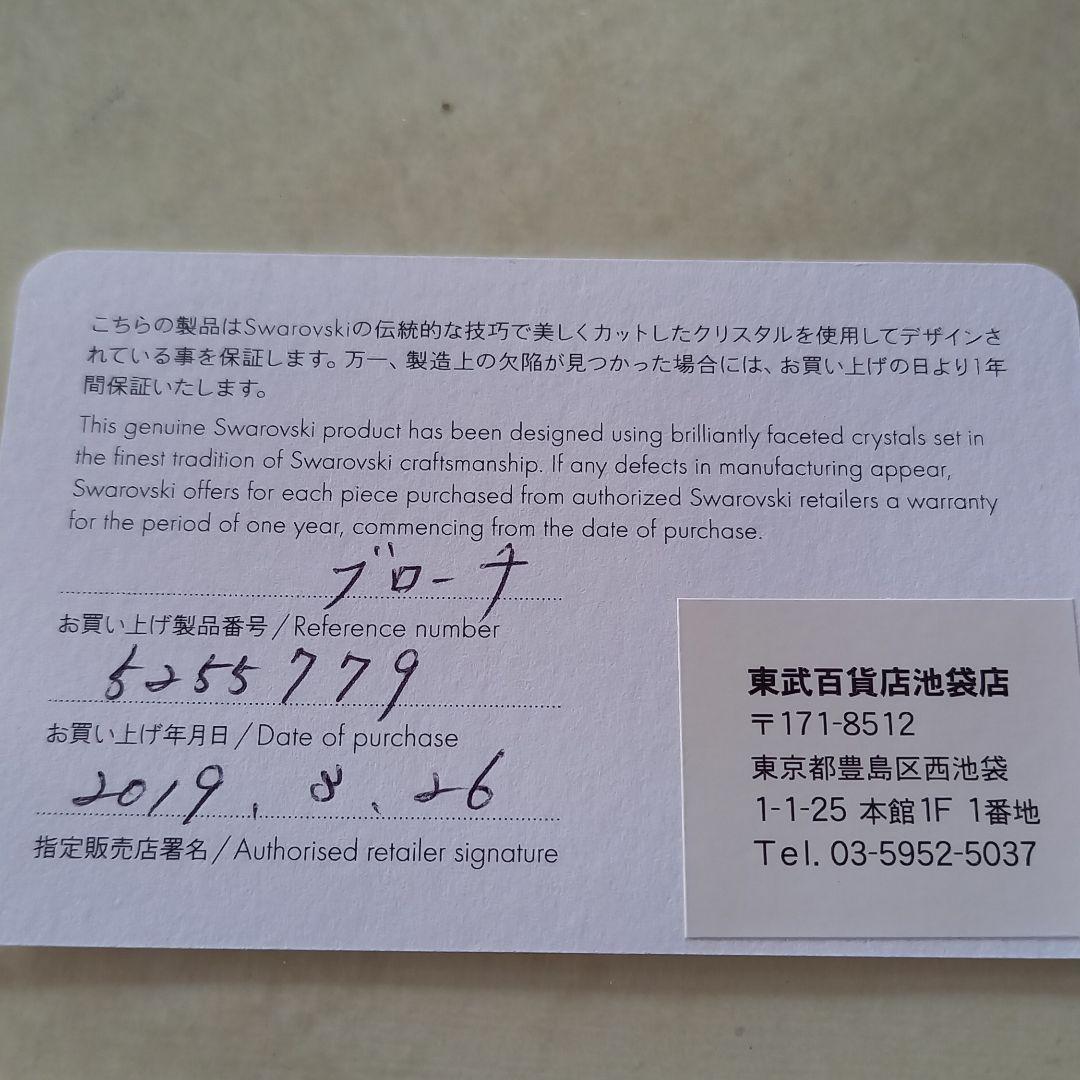 こちらの製品はSwarovskiの伝統的な技巧で美しくカットしたクリスタルを使用してデザインさ
れている事を保証します。万一、製造上の欠陥が見つかった場合には、お買い上げの日より1年
間保証いたします。
This genuine Swarovski product has been designed using brilliantly faceted crystals set in
the finest tradition of Swarovski craftsmanship. If any defects in manufacturing appear,
Swarovski offers for each piece purchased from authorized Swarovski retailers a warranty
for the period of one year, commencing from the date of purchase.
ブローチ
お買い上げ製品番号/Reference number
5255779
お買い上げ年月日/Date of purchase
2019.8.26
指定販売店署名/Authorised retailer signature
東武百貨店池袋店
〒171-8512
東京都豊島区西池袋
1-1-25 本館1F 1番地
Tel. 03-5952-5037